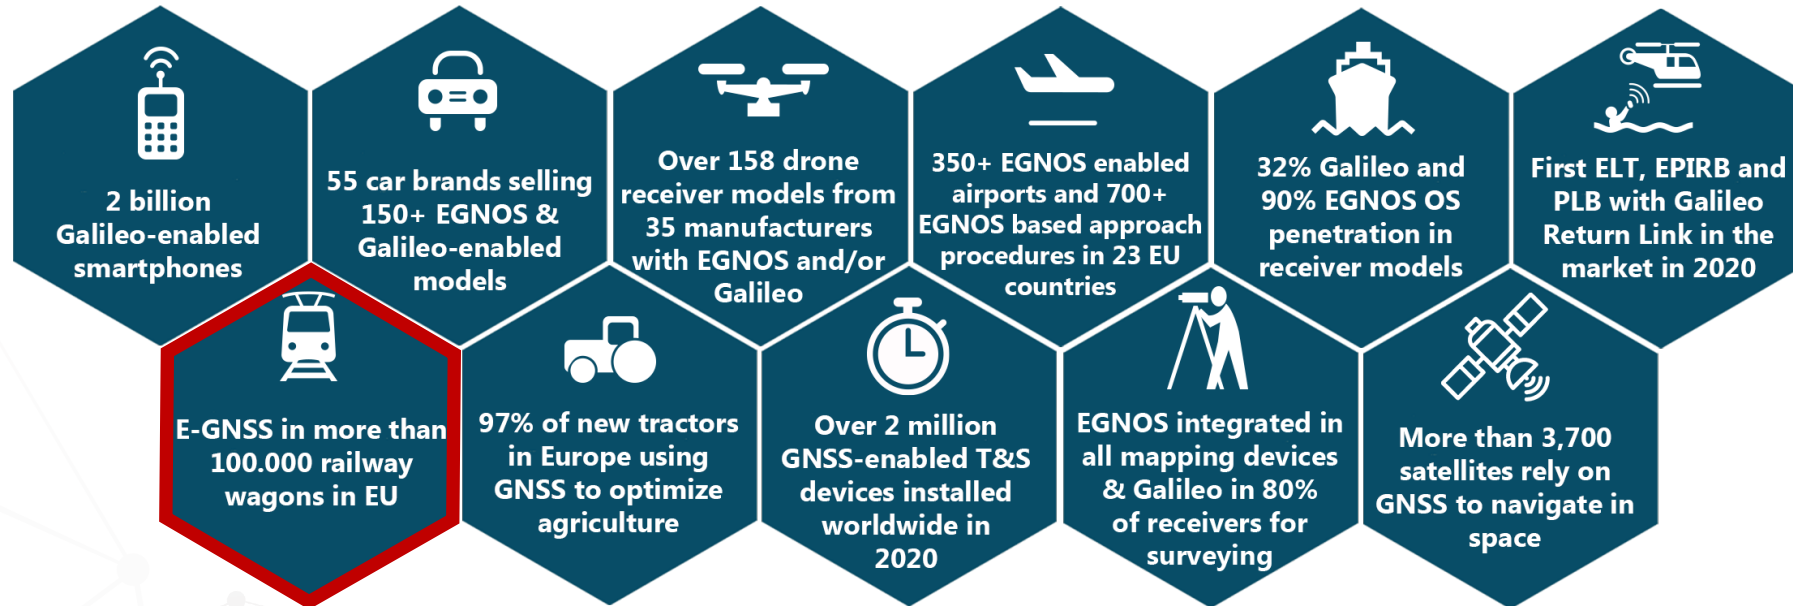 2 billion
Galileo-enabled
smartphones
55 car brands selling
150+ EGNOS &
Galileo-enabled
models
Over 158 drone
receiver models from
35 manufacturers
with EGNOS and/or
Galileo
350+ EGNOS enabled
airports and 700+
EGNOS based approach
procedures in 23 EU
countries
32% Galileo and
90% EGNOS OS
penetration in
receiver models
First ELT, EPIRB and
PLB with Galileo
Return Link in the
market in 2020
E-GNSS in more than
100.000 railway
wagons in EU
97% of new tractors
in Europe using
GNSS to optimize
agriculture
Over 2 million
GNSS-enabled T&S
devices installed
worldwide in
2020
EGNOS integrated in
all mapping devices
& Galileo in 80%
of receivers for
surveying
More than 3,700
satellites rely on
GNSS to navigate in
space